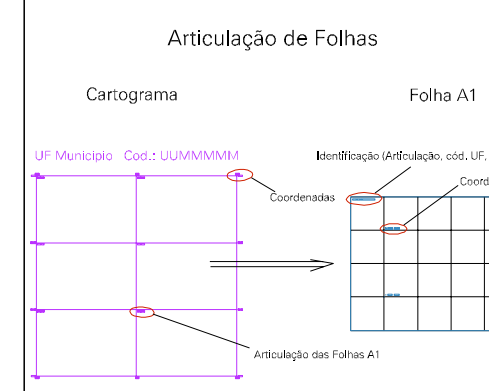 Articulação de Folhas
Cartograma
Folha A1
UF Municipio Cod.: UUMMMMM
Identificação (Articulação, cód. UF,
Coord
Coordenadas
Articulação das Folhas A1